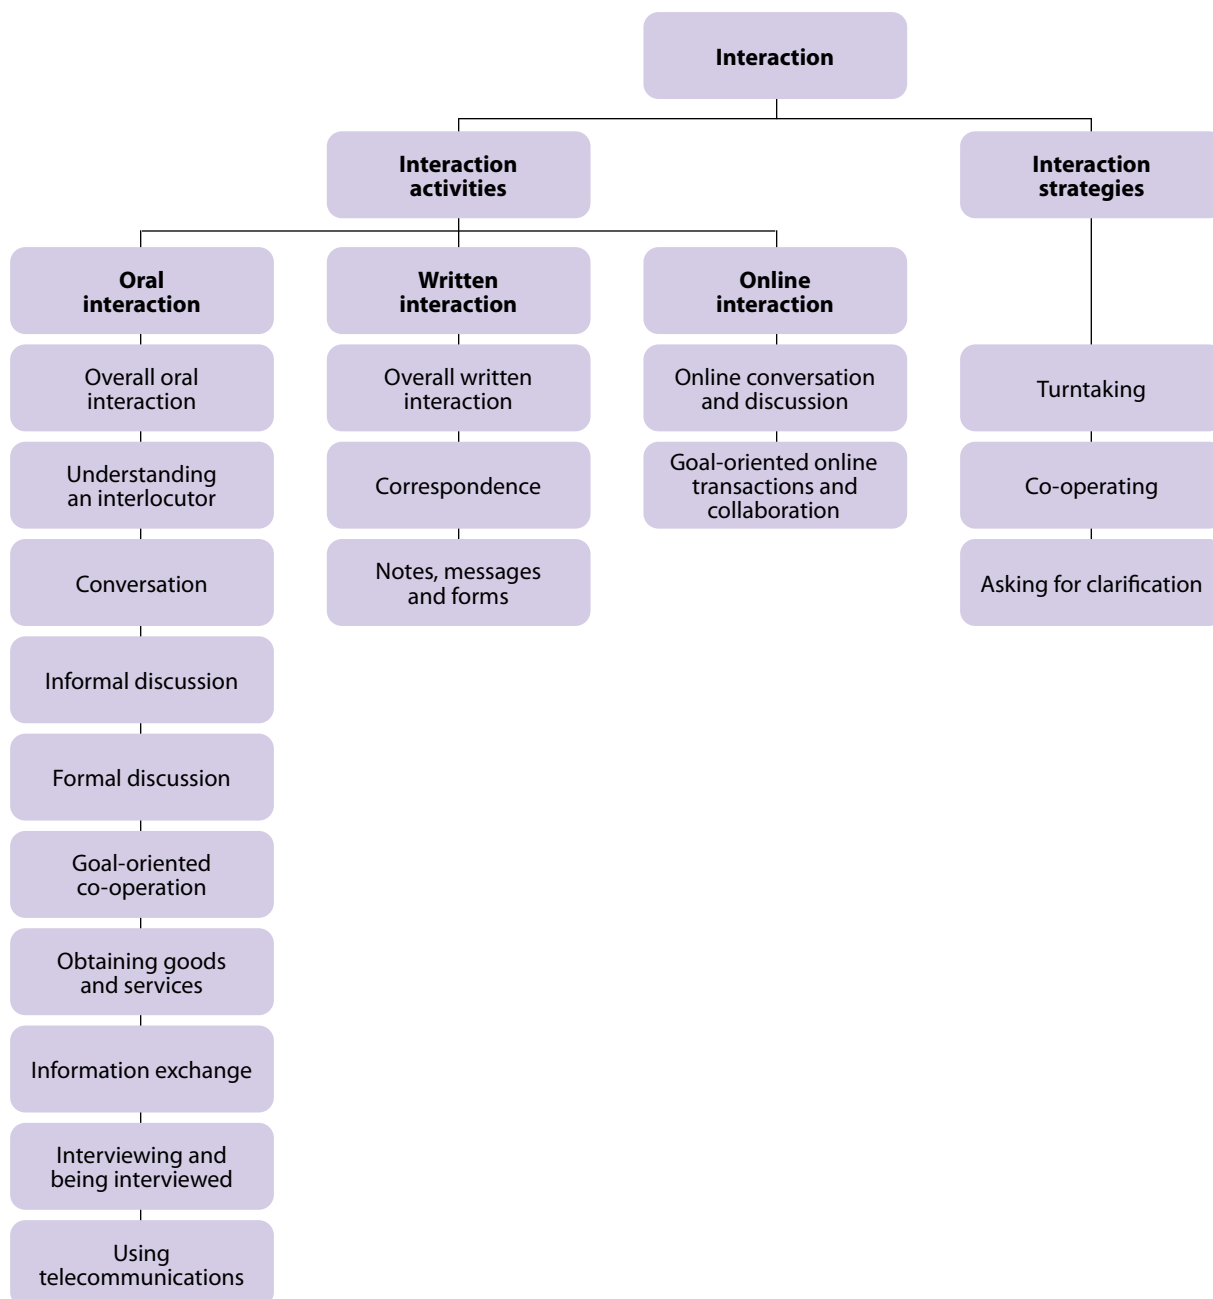 Interaction
Interaction
activities
Interaction
strategies
Oral
interaction
Written
interaction
Online
interaction
Overall oral
interaction
Overall written
interaction
Online conversation
and discussion
Turntaking
Understanding
an interlocutor
Correspondence
Goal-oriented online
transactions and
collaboration
Co-operating
Conversation
Notes, messages
and forms
Asking for clarification
Informal discussion
Formal discussion
Goal-oriented
co-operation
Obtaining goods
and services
Information exchange
Interviewing and
being interviewed
Using
telecommunications